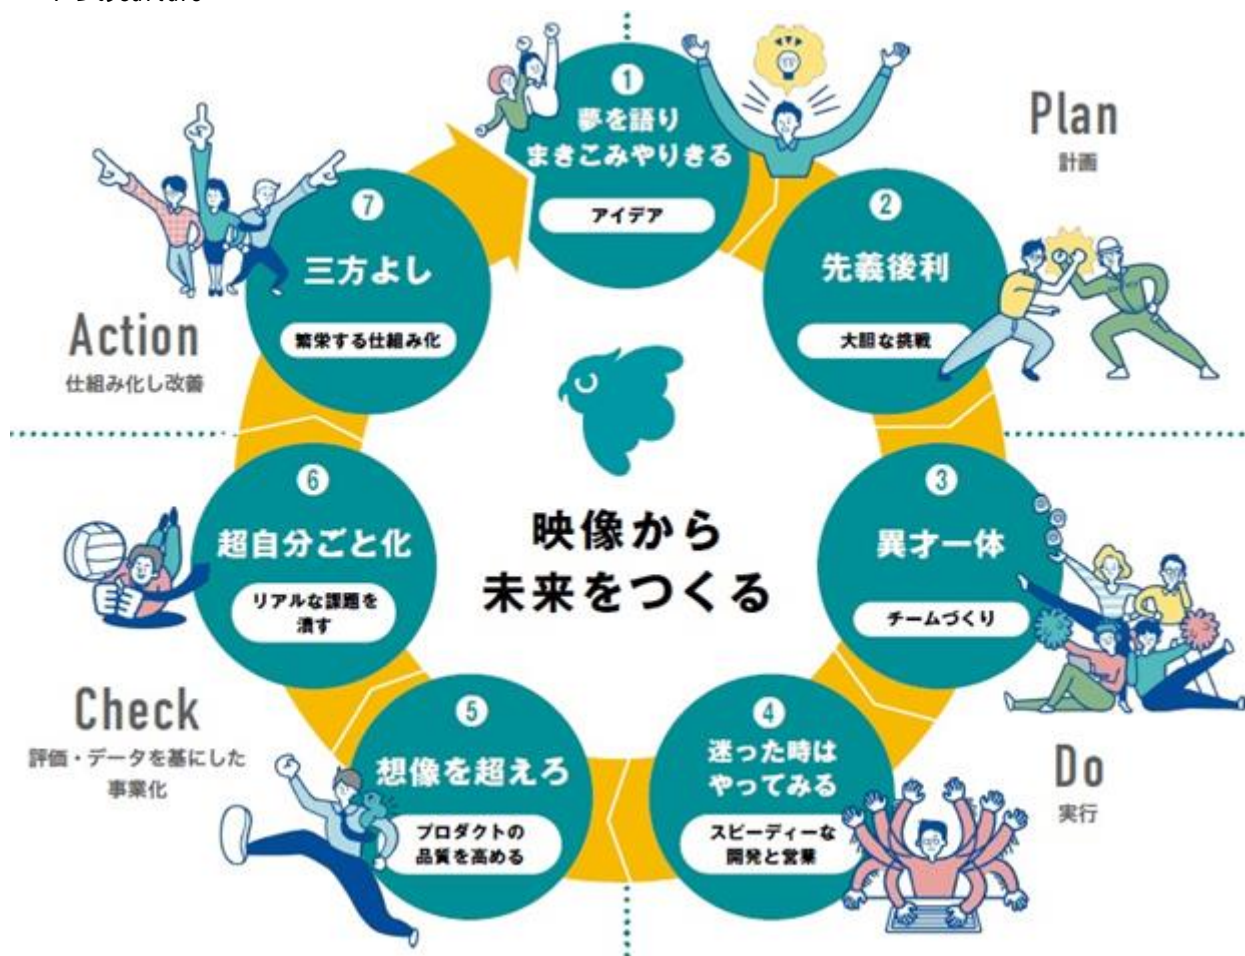 1
夢を語り
まきこみやりきる
アイデア
Plan
計画
2
先義後利
大胆な挑戦
3
異才一体
チームづくり
Do
実行
4
迷った時は
やってみる
スピーディーな
開発と営業
5
想像を超えろ
プロダクトの
品質を高める
Check
評価・データを基にした
事業化
6
超自分ごと化
リアルな課題を
潰す
Action
仕組み化し改善
7
三方よし
繁栄する仕組み化
映像から
未来をつくる